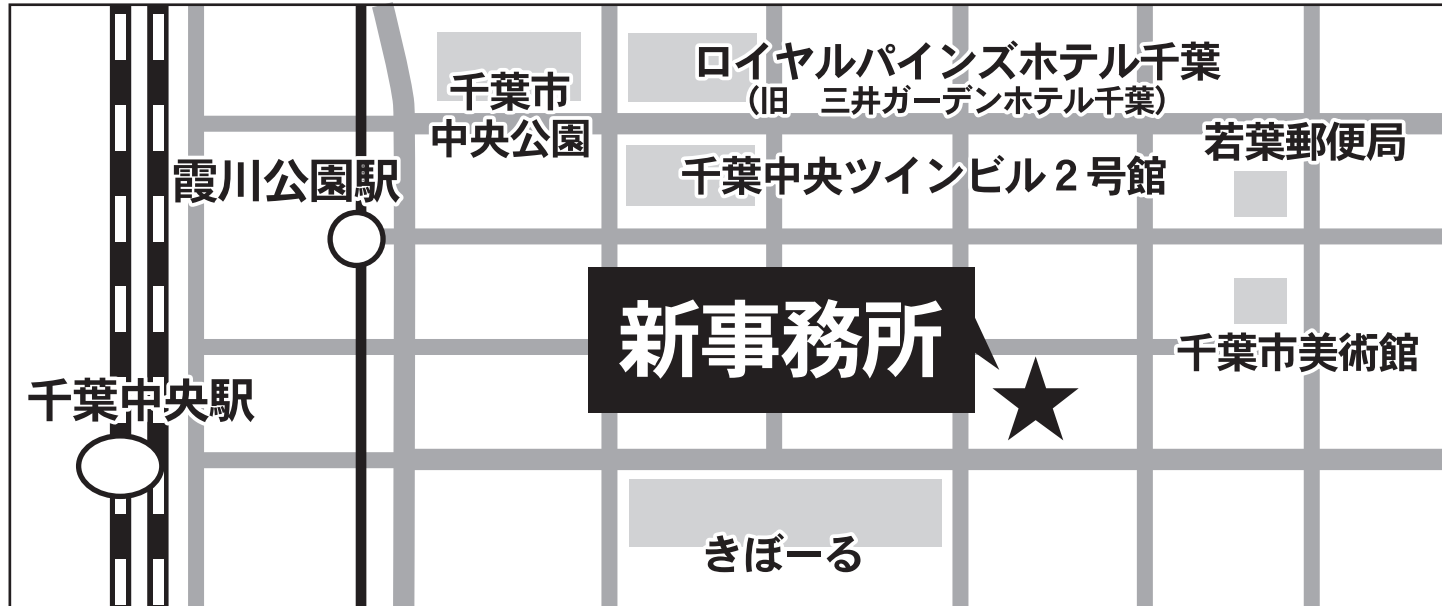 ロイヤルパインズホテル千葉
(旧　三井ガーデンホテル千葉)
千葉市
中央公園
若葉郵便局
霞川公園駅
千葉中央ツインビル2号館
新事務所
千葉市美術館
千葉中央駅
きぼーる